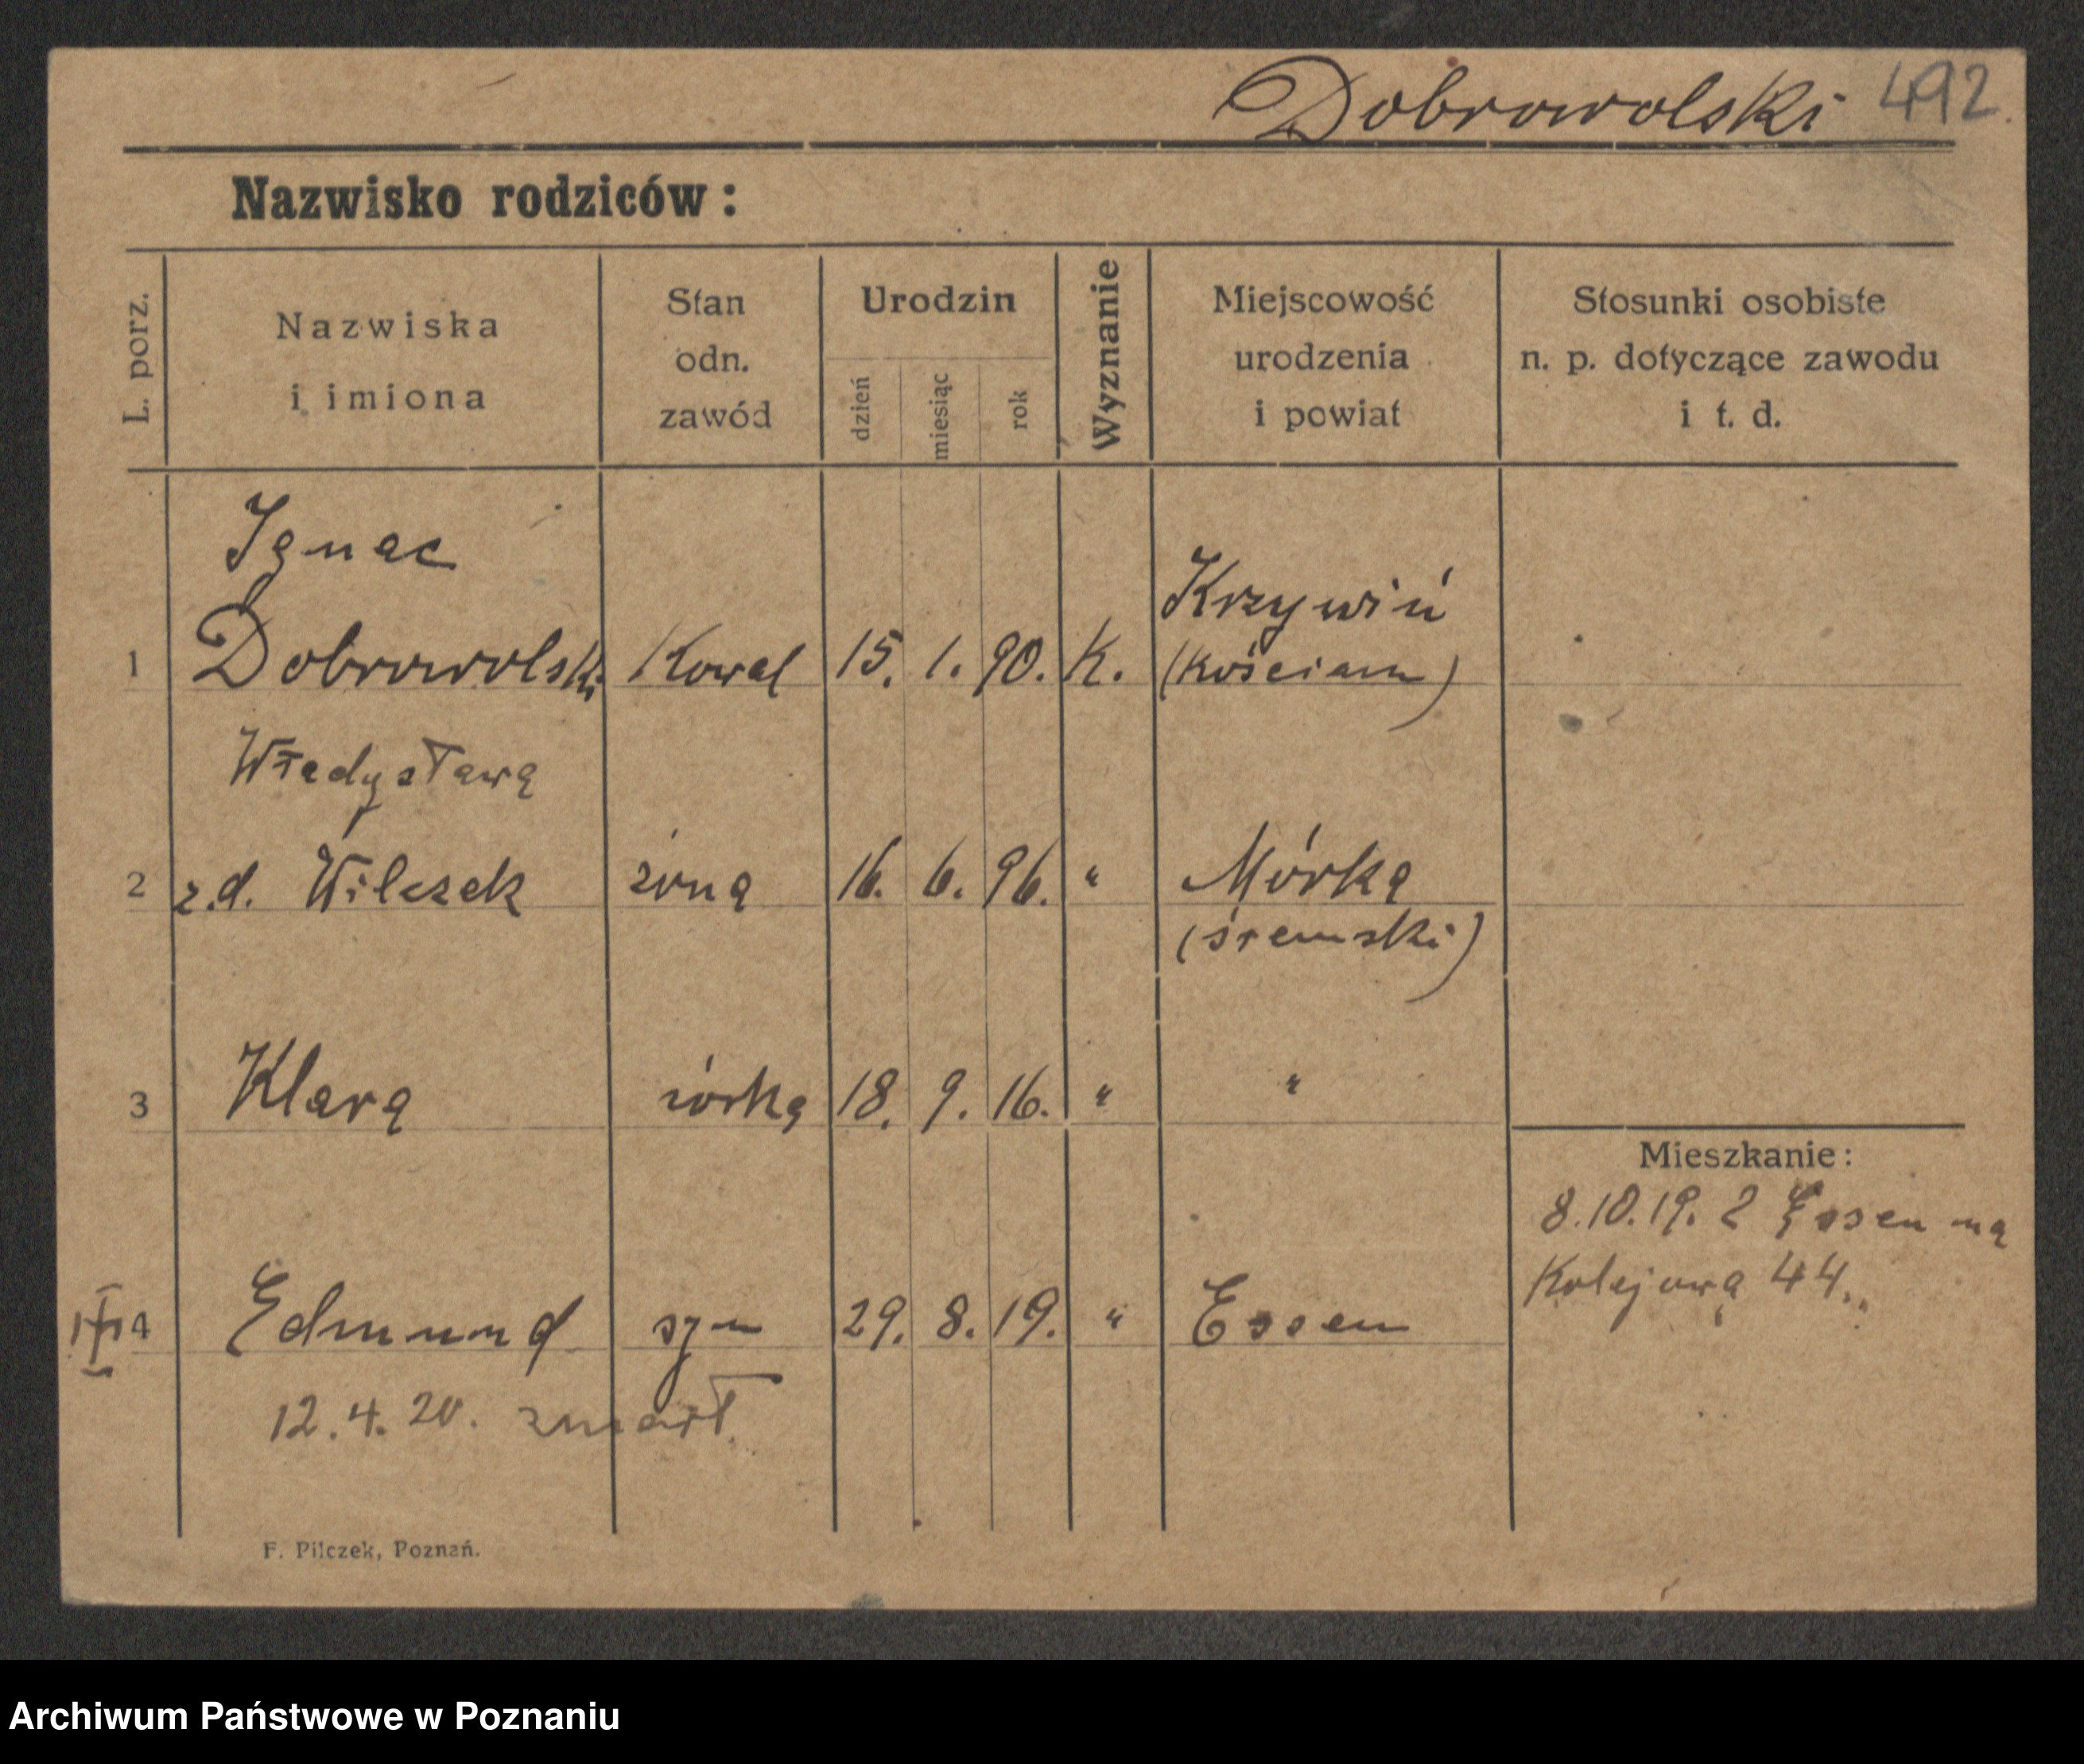 Dobrowolski 492.
Nazwisko rodziców:
L. porz.
Nazwiska
i imiona
Stan
odn.
zawód
Urodzin
dzień
miesiąc
rok
Wyznanie
Miejscowość
urodzenia
i powiat
Stosunki osobiste
n. p. dotyczące zawodu
i t. d.
Ignac
1 Dobrowolski Kowal 15. 1. 90. K. Krzywiń
(Kościan)
Władysława
2 z.d. Wilczek żona 16. 6. 96. " Mórka
(śremski)
3 Klara córka 18. 9. 16. " "
Mieszkanie:
8.10.19. z Essen na
Kolejową 44.
4 Edmund syn 29. 8. 19. " Essen
12.4.20. zmarł.
F. Pilczek, Poznań.
Archiwum Państwowe w Poznaniu